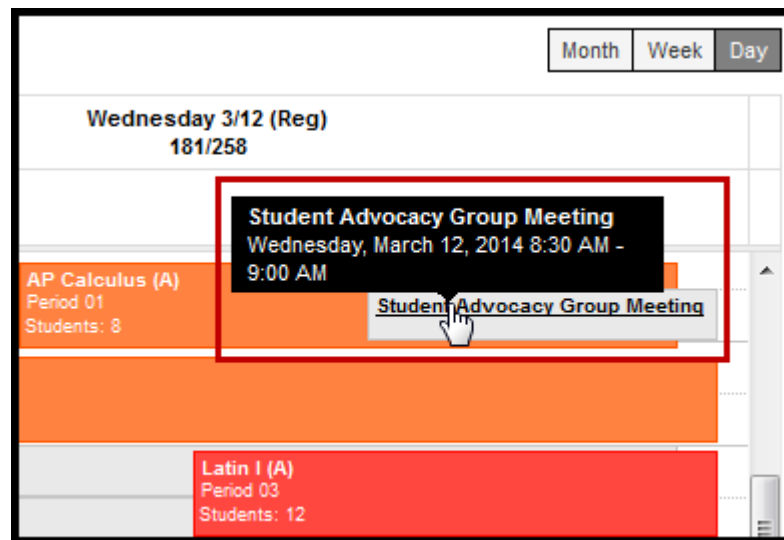 Month Week Day
Wednesday 3/12 (Reg)
181/258
Student Advocacy Group Meeting
Wednesday, March 12, 2014 8:30 AM -
9:00 AM
AP Calculus (A)
Period 01
Students: 8
Student Advocacy Group Meeting
Latin I (A)
Period 03
Students: 12